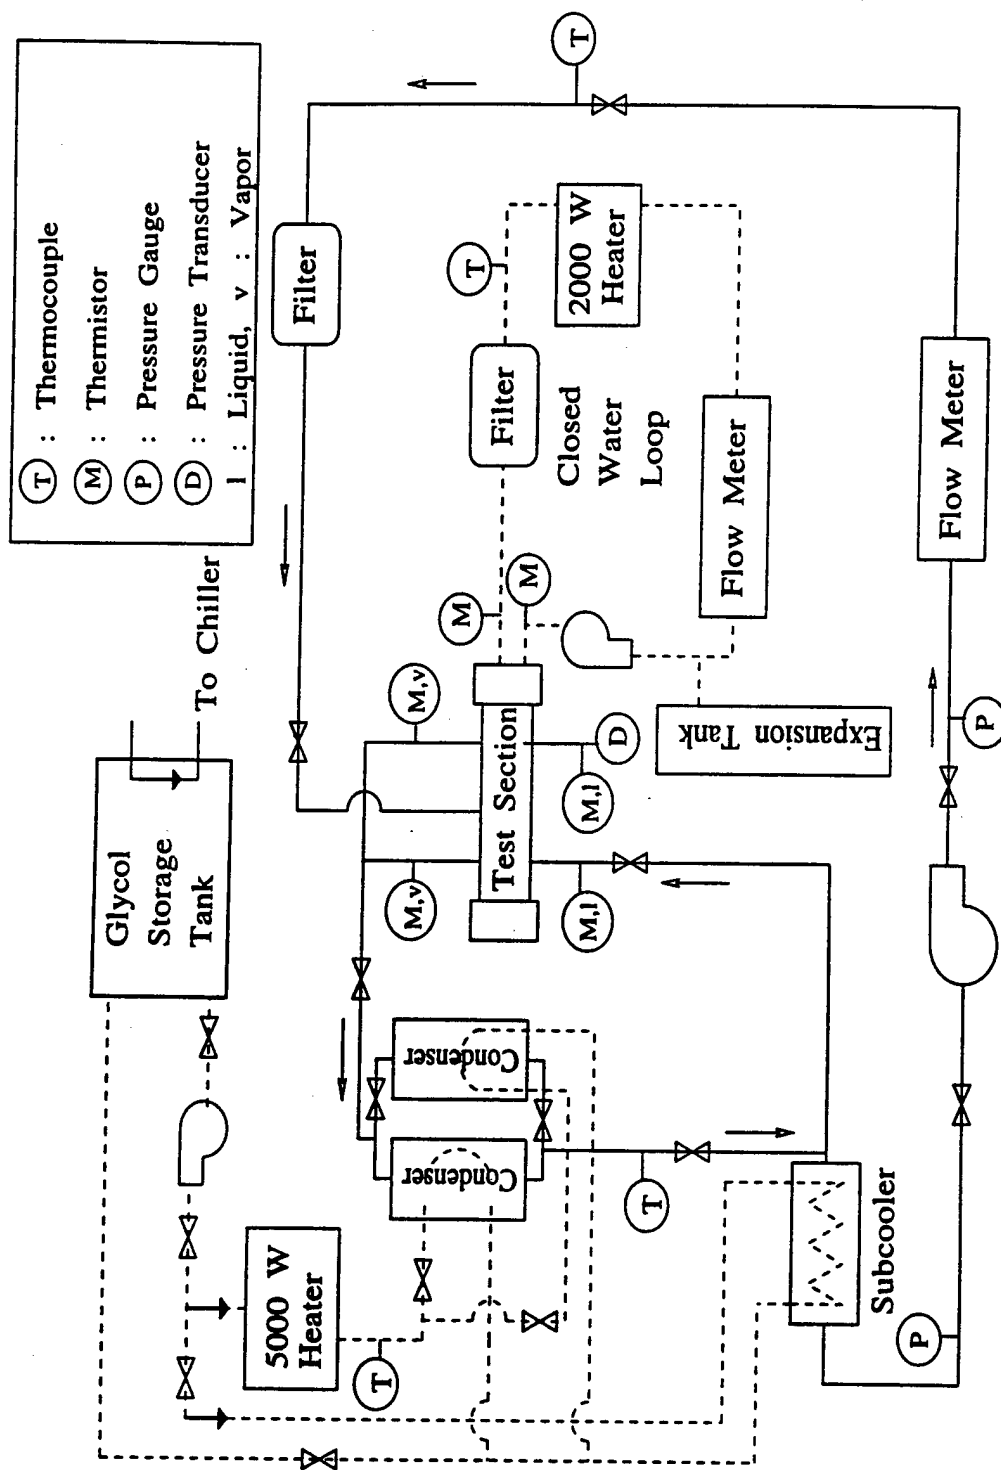 T : Thermocouple
M : Thermistor
P : Pressure Gauge
D : Pressure Transducer
l : Liquid, v : Vapor
Glycol
Storage
Tank
To Chiller
Filter
T
5000 W
Heater
T
Condenser
Condenser
M,v
M,v
Test Section
M
M
M,l
M,l
D
Filter
T
2000 W
Heater
Closed
Water
Loop
Flow Meter
Expansion Tank
T
Subcooler
P
P
Flow Meter